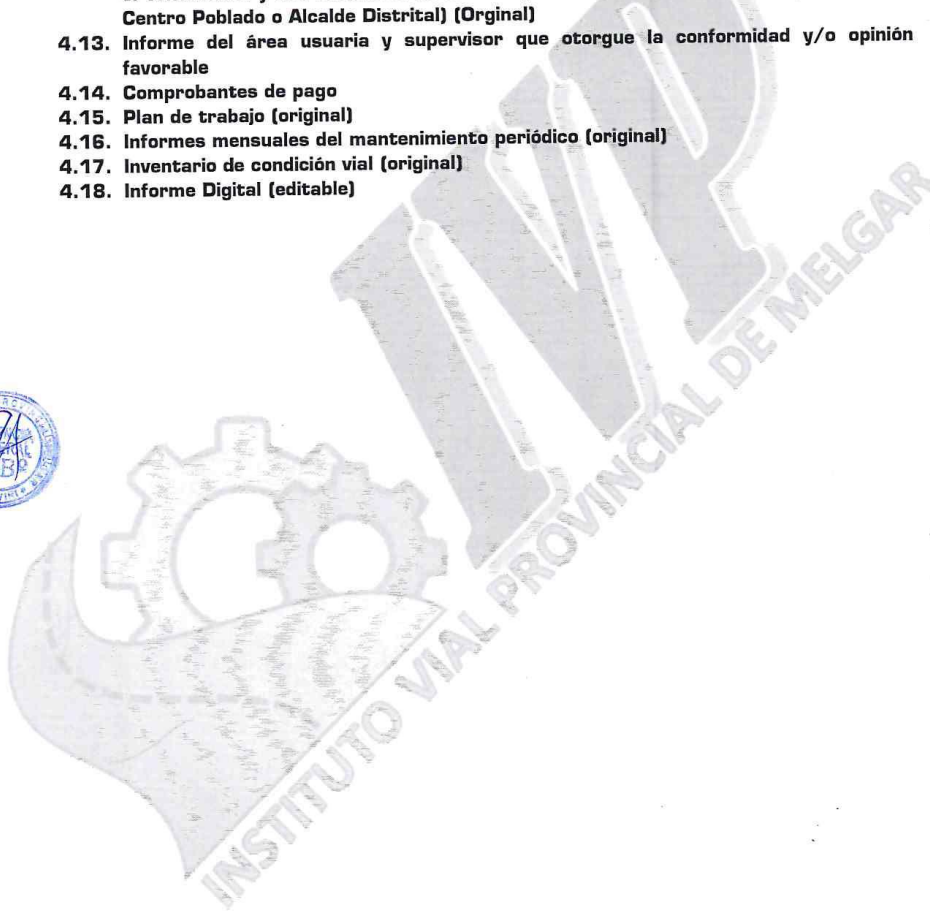 Centro Poblado o Alcalde Distrital) (Orginal)
4.13. Informe del área usuaria y supervisor que otorgue la conformidad y/o opinión
favorable
4.14. Comprobantes de pago
4.15. Plan de trabajo (original)
4.16. Informes mensuales del mantenimiento periódico (original)
4.17. Inventario de condición vial (original)
4.18. Informe Digital (editable)
IVP
INSTITUTO VIAL PROVINCIAL DE MELGAR